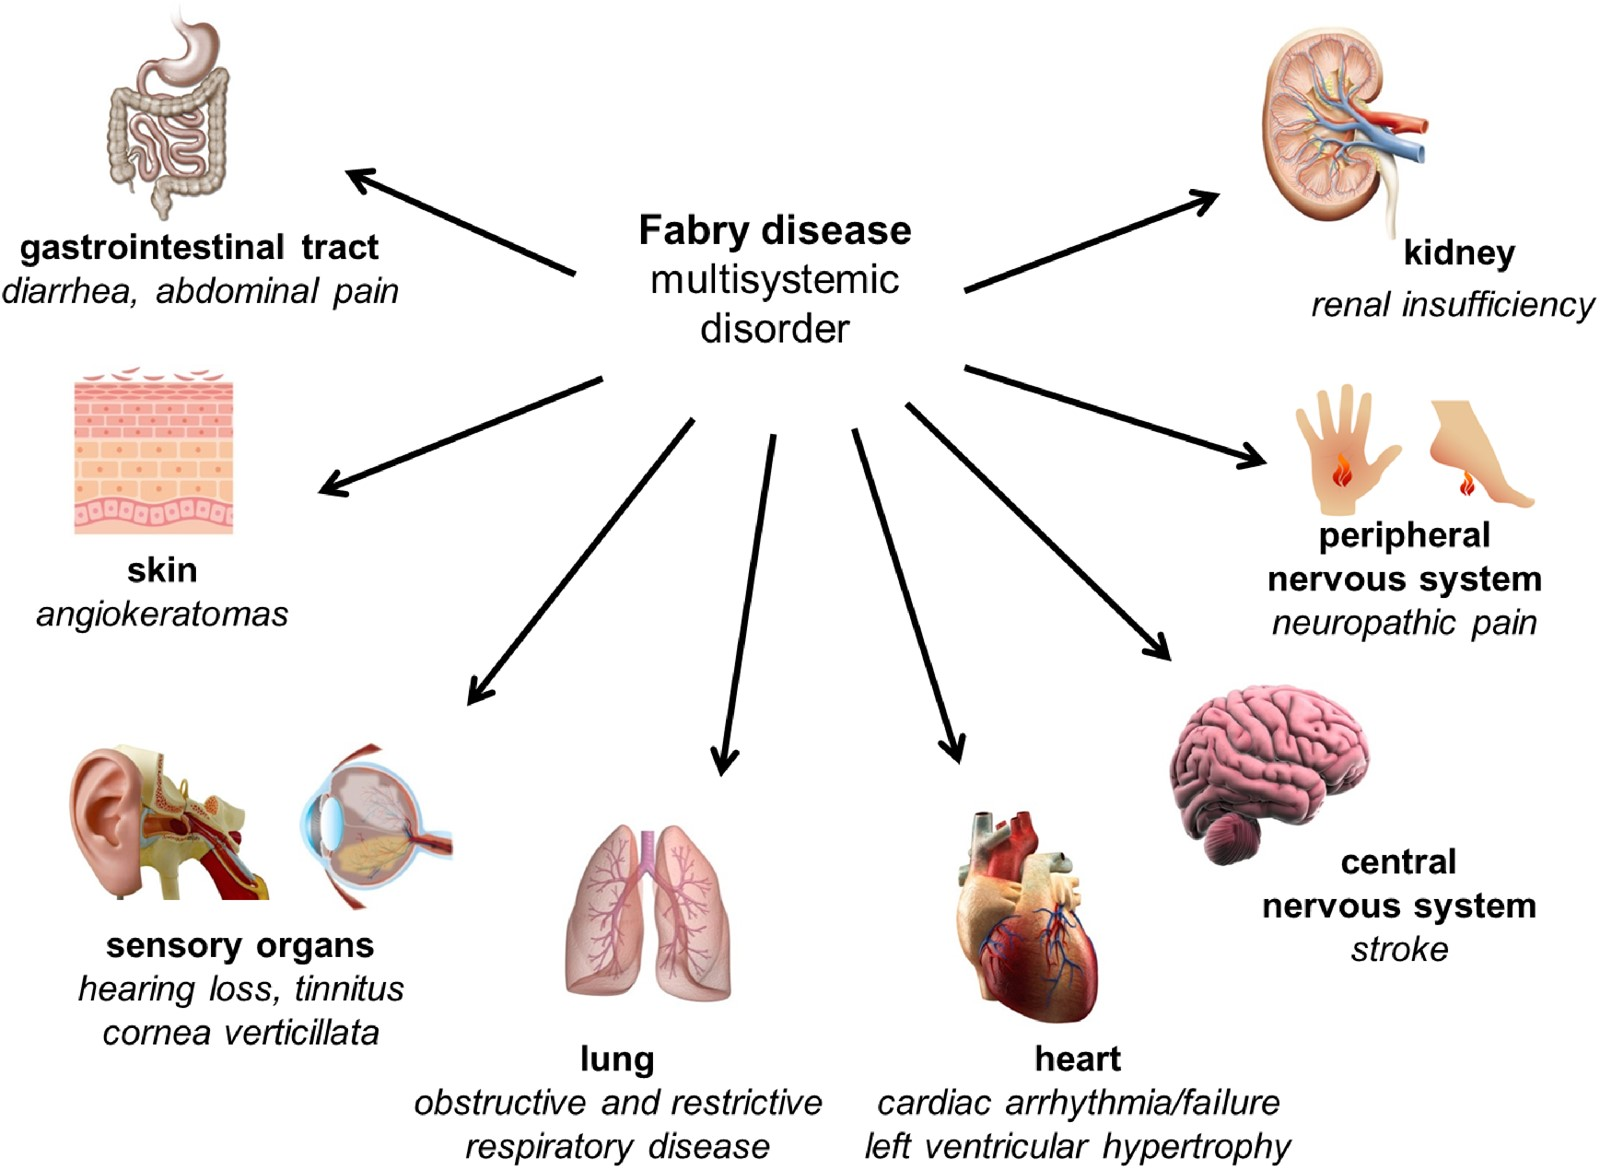 Fabry disease
multisystemic
disorder
gastrointestinal tract
diarrhea, abdominal pain
kidney
renal insufficiency
skin
angiokeratomas
peripheral
nervous system
neuropathic pain
sensory organs
hearing loss, tinnitus
cornea verticillata
central
nervous system
stroke
lung
obstructive and restrictive
respiratory disease
heart
cardiac arrhythmia/failure
left ventricular hypertrophy